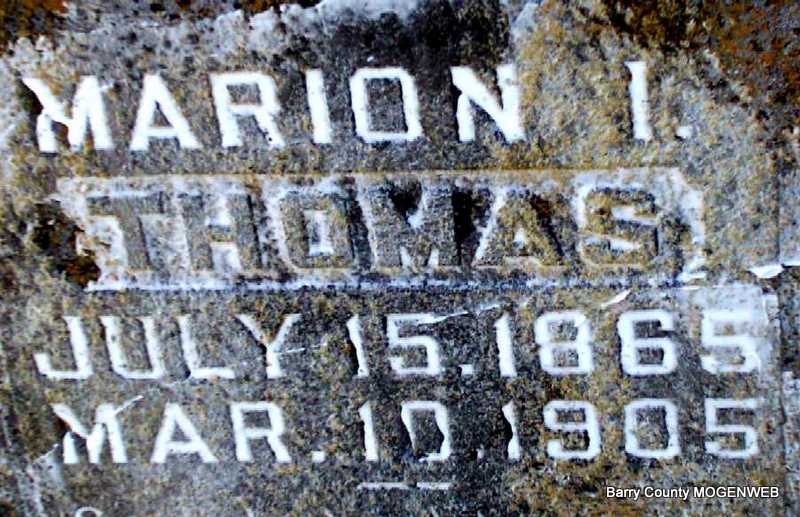 MARION I.
THOMAS
JULY 15.1865
MAR.10.1905
Barry County MOGENWEB